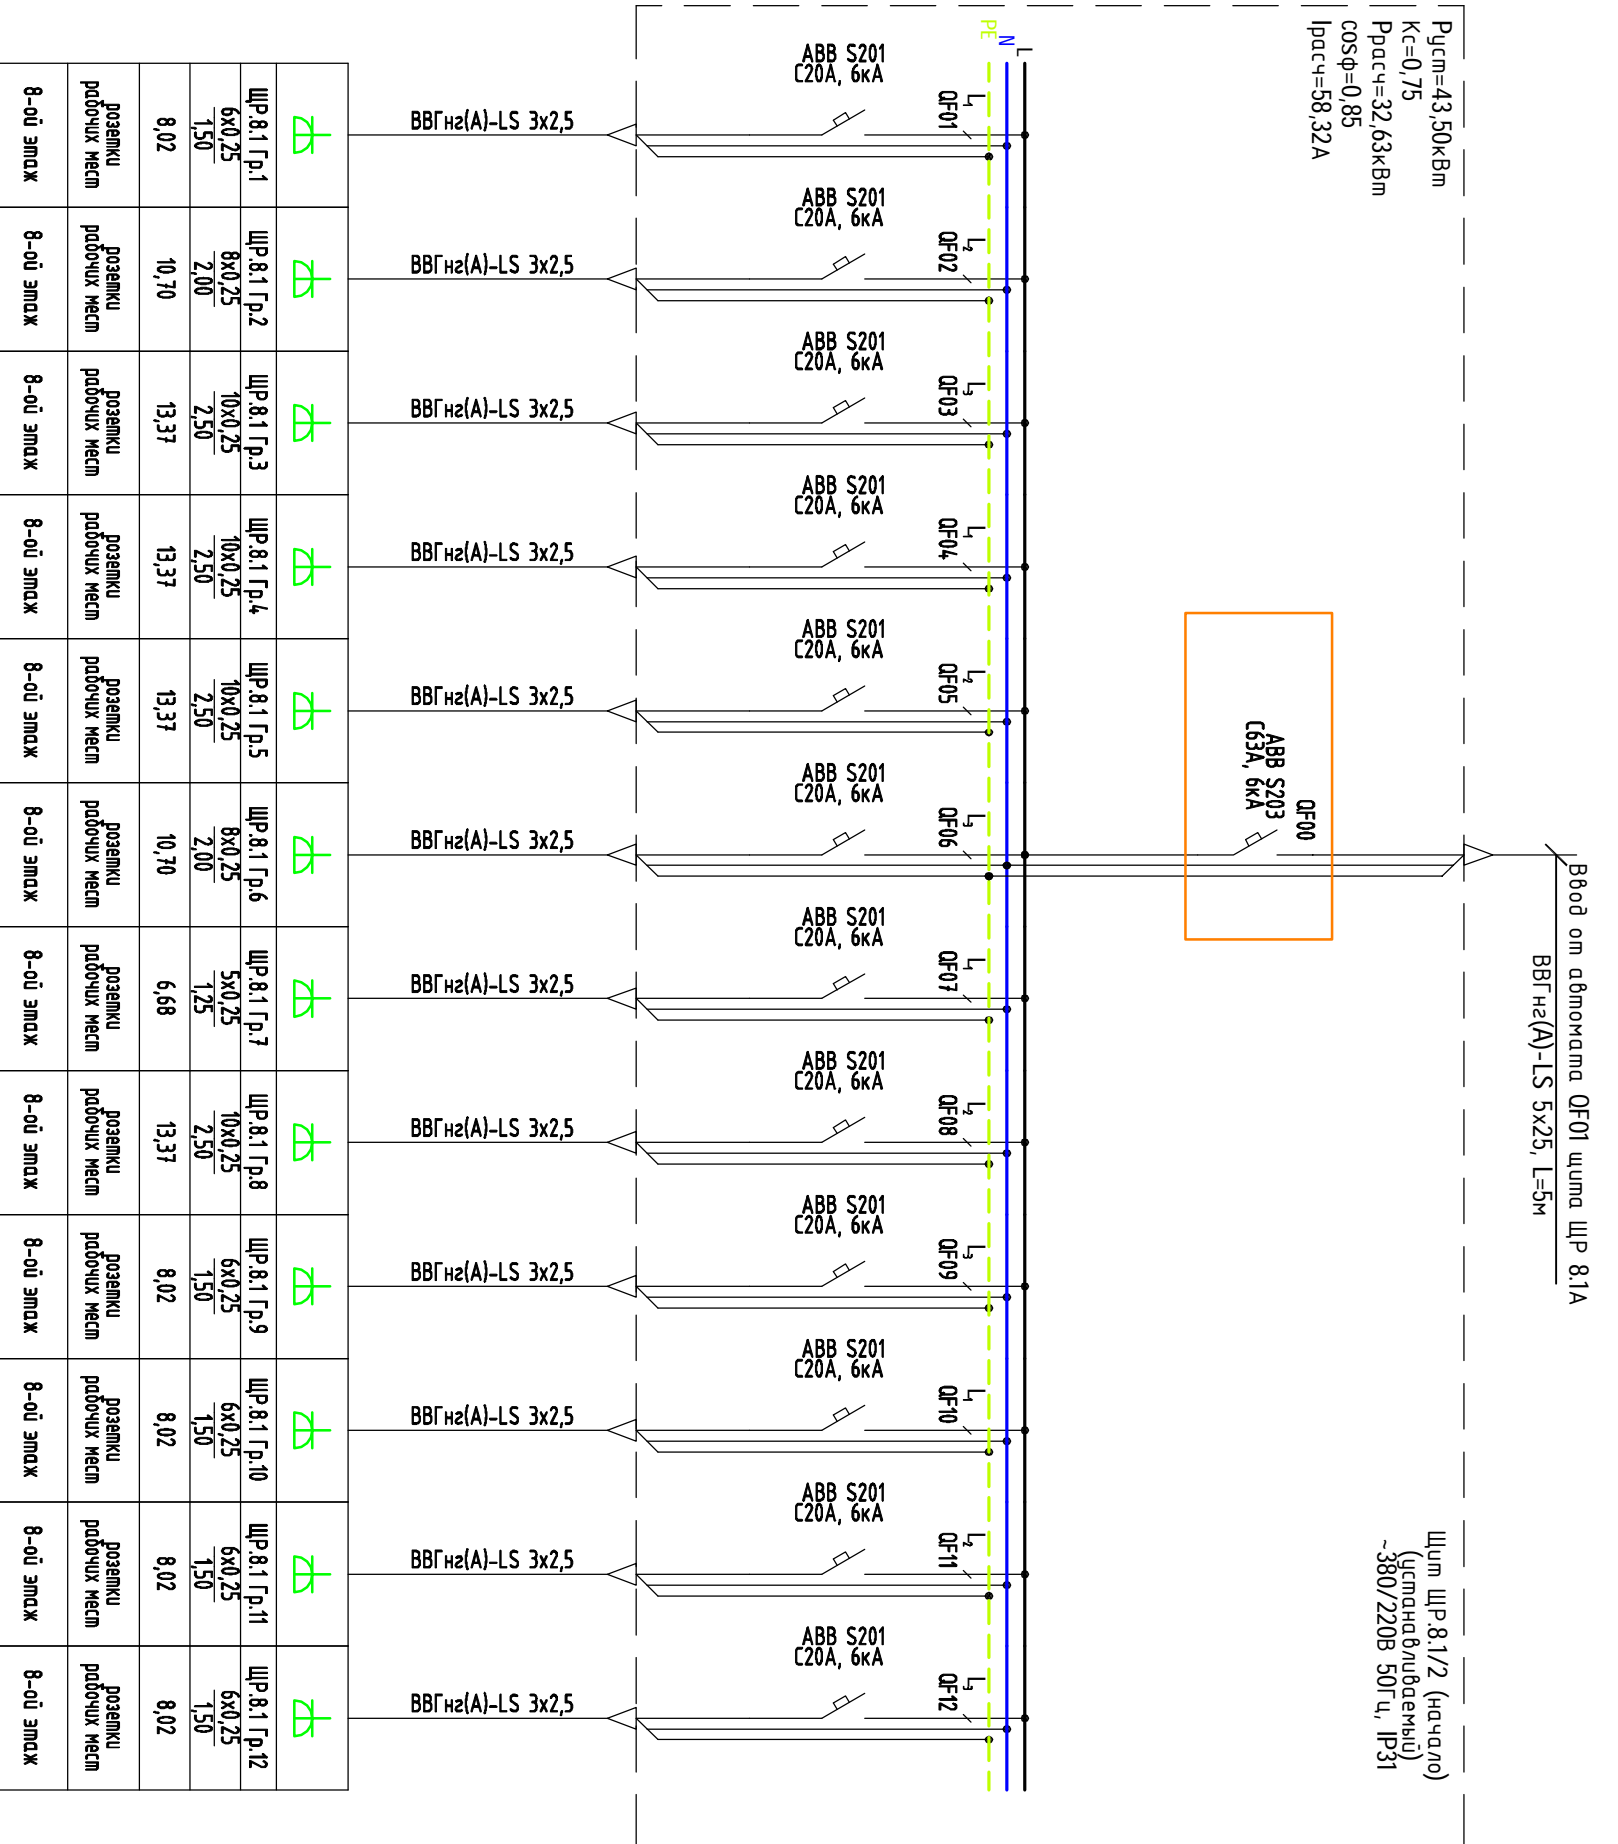 Руст=43,50кВт
Кс=0,75
Ррасч=32,63кВт
cosф=0,85
Iрасч=58,32А
Ввод от автомата QF01 щита ЩР 8.1А
ВВГнг(А)-LS 5х25, L=5м
Щит ЩР.8.1/2 (начало)
(устанавливаемый)
~380/220В 50Гц, IP31
QF00
ABB S203
C63A, 6кА
L
N
PE
L1
QF01
ABB S201
C20A, 6кА
ВВГнг(А)-LS 3х2,5
ЩР.8.1 Гр.1
6х0,25
1,50
8,02
розетки
рабочих мест
8-ой этаж
L2
QF02
ABB S201
C20A, 6кА
ВВГнг(А)-LS 3х2,5
ЩР.8.1 Гр.2
8х0,25
2,00
10,70
розетки
рабочих мест
8-ой этаж
L3
QF03
ABB S201
C20A, 6кА
ВВГнг(А)-LS 3х2,5
ЩР.8.1 Гр.3
10х0,25
2,50
13,37
розетки
рабочих мест
8-ой этаж
L1
QF04
ABB S201
C20A, 6кА
ВВГнг(А)-LS 3х2,5
ЩР.8.1 Гр.4
10х0,25
2,50
13,37
розетки
рабочих мест
8-ой этаж
L2
QF05
ABB S201
C20A, 6кА
ВВГнг(А)-LS 3х2,5
ЩР.8.1 Гр.5
10х0,25
2,50
13,37
розетки
рабочих мест
8-ой этаж
L3
QF06
ABB S201
C20A, 6кА
ВВГнг(А)-LS 3х2,5
ЩР.8.1 Гр.6
8х0,25
2,00
10,70
розетки
рабочих мест
8-ой этаж
L1
QF07
ABB S201
C20A, 6кА
ВВГнг(А)-LS 3х2,5
ЩР.8.1 Гр.7
5х0,25
1,25
6,68
розетки
рабочих мест
8-ой этаж
L2
QF08
ABB S201
C20A, 6кА
ВВГнг(А)-LS 3х2,5
ЩР.8.1 Гр.8
10х0,25
2,50
13,37
розетки
рабочих мест
8-ой этаж
L3
QF09
ABB S201
C20A, 6кА
ВВГнг(А)-LS 3х2,5
ЩР.8.1 Гр.9
6х0,25
1,50
8,02
розетки
рабочих мест
8-ой этаж
L1
QF10
ABB S201
C20A, 6кА
ВВГнг(А)-LS 3х2,5
ЩР.8.1 Гр.10
6х0,25
1,50
8,02
розетки
рабочих мест
8-ой этаж
L2
QF11
ABB S201
C20A, 6кА
ВВГнг(А)-LS 3х2,5
ЩР.8.1 Гр.11
6х0,25
1,50
8,02
розетки
рабочих мест
8-ой этаж
L3
QF12
ABB S201
C20A, 6кА
ВВГнг(А)-LS 3х2,5
ЩР.8.1 Гр.12
6х0,25
1,50
8,02
розетки
рабочих мест
8-ой этаж